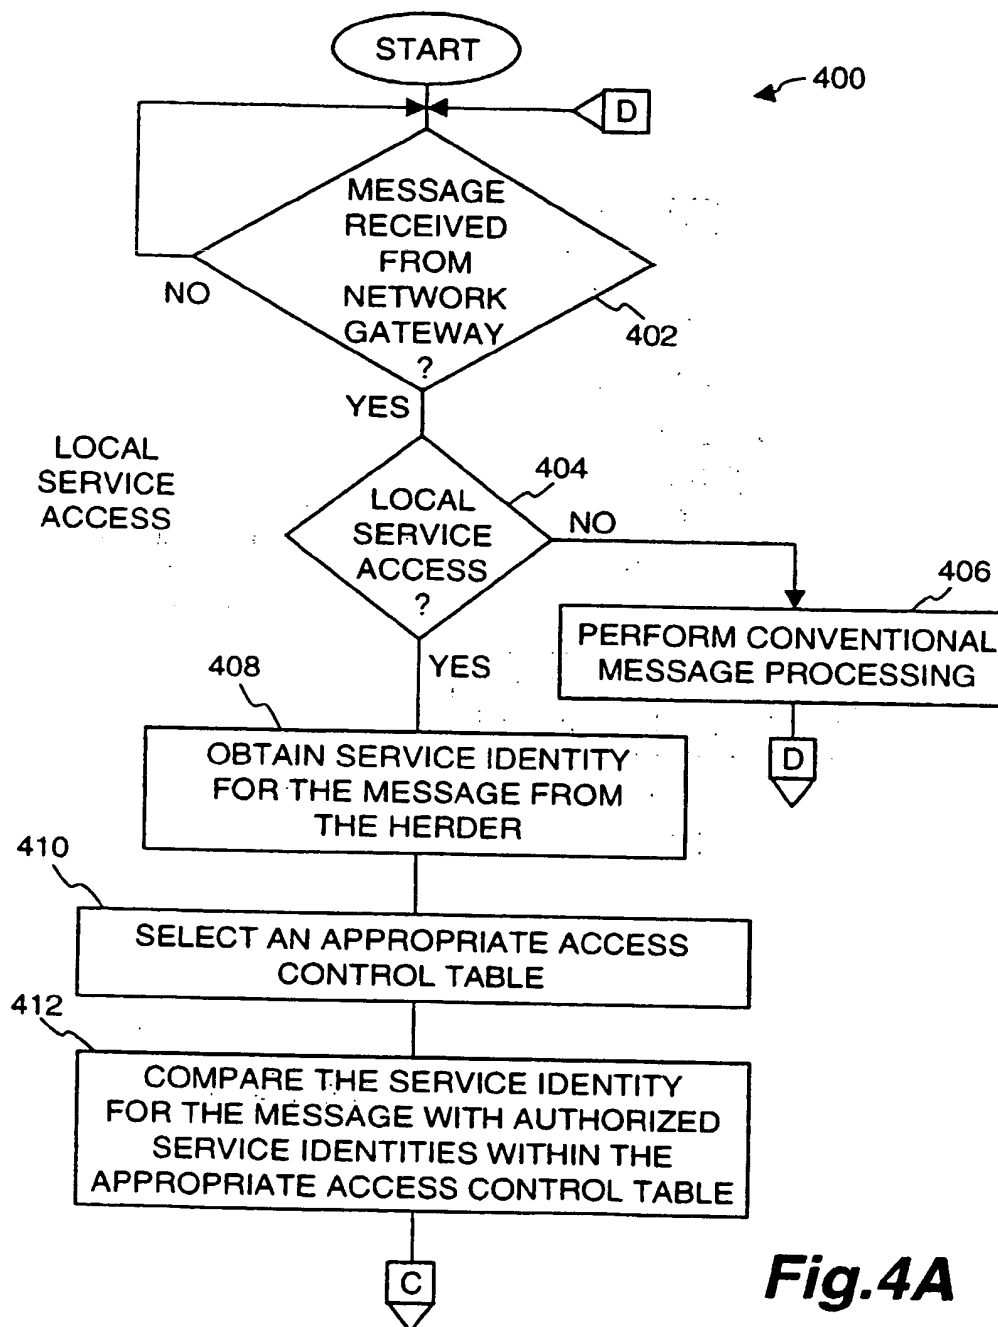 START
400
D
MESSAGE
RECEIVED
FROM
NETWORK
GATEWAY
?
NO
402
YES
LOCAL
SERVICE
ACCESS
404
LOCAL
SERVICE
ACCESS
?
NO
406
PERFORM CONVENTIONAL
MESSAGE PROCESSING
YES
408
D
OBTAIN SERVICE IDENTITY
FOR THE MESSAGE FROM
THE HERDER
410
SELECT AN APPROPRIATE ACCESS
CONTROL TABLE
412
COMPARE THE SERVICE IDENTITY
FOR THE MESSAGE WITH AUTHORIZED
SERVICE IDENTITIES WITHIN THE
APPROPRIATE ACCESS CONTROL TABLE
C
Fig.4A